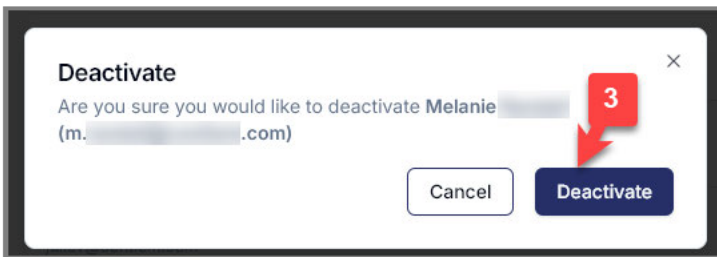 Deactivate
Are you sure you would like to deactivate Melanie
(m. .com)
3
Cancel
Deactivate